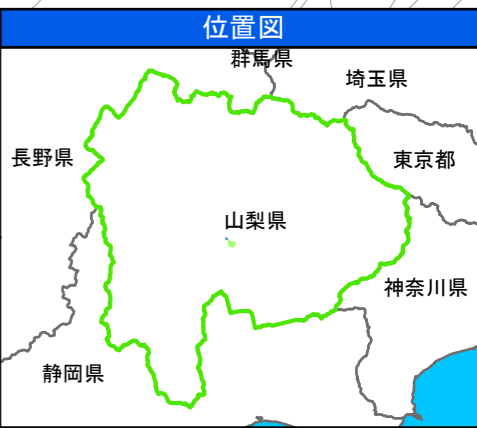 位置図
群馬県
埼玉県
長野県
東京都
山梨県
神奈川県
静岡県